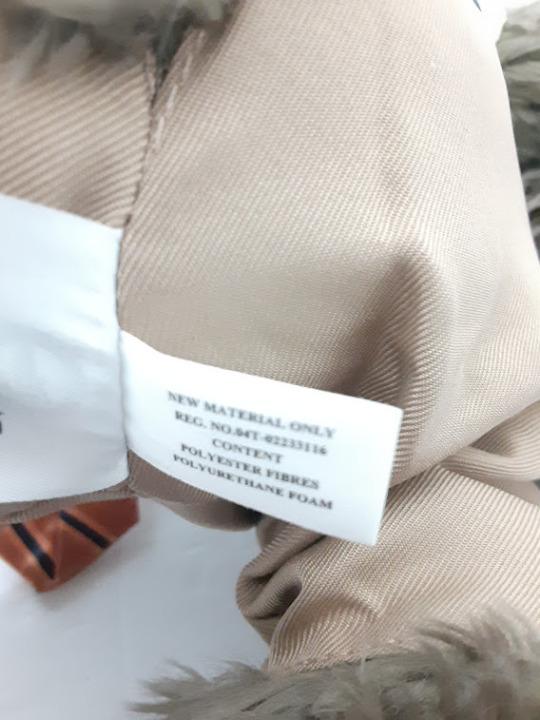 NEW MATERIAL ONLY
REG. NO.04T-02233116
CONTENT
POLYESTER FIBRES
POLYURETHANE FOAM